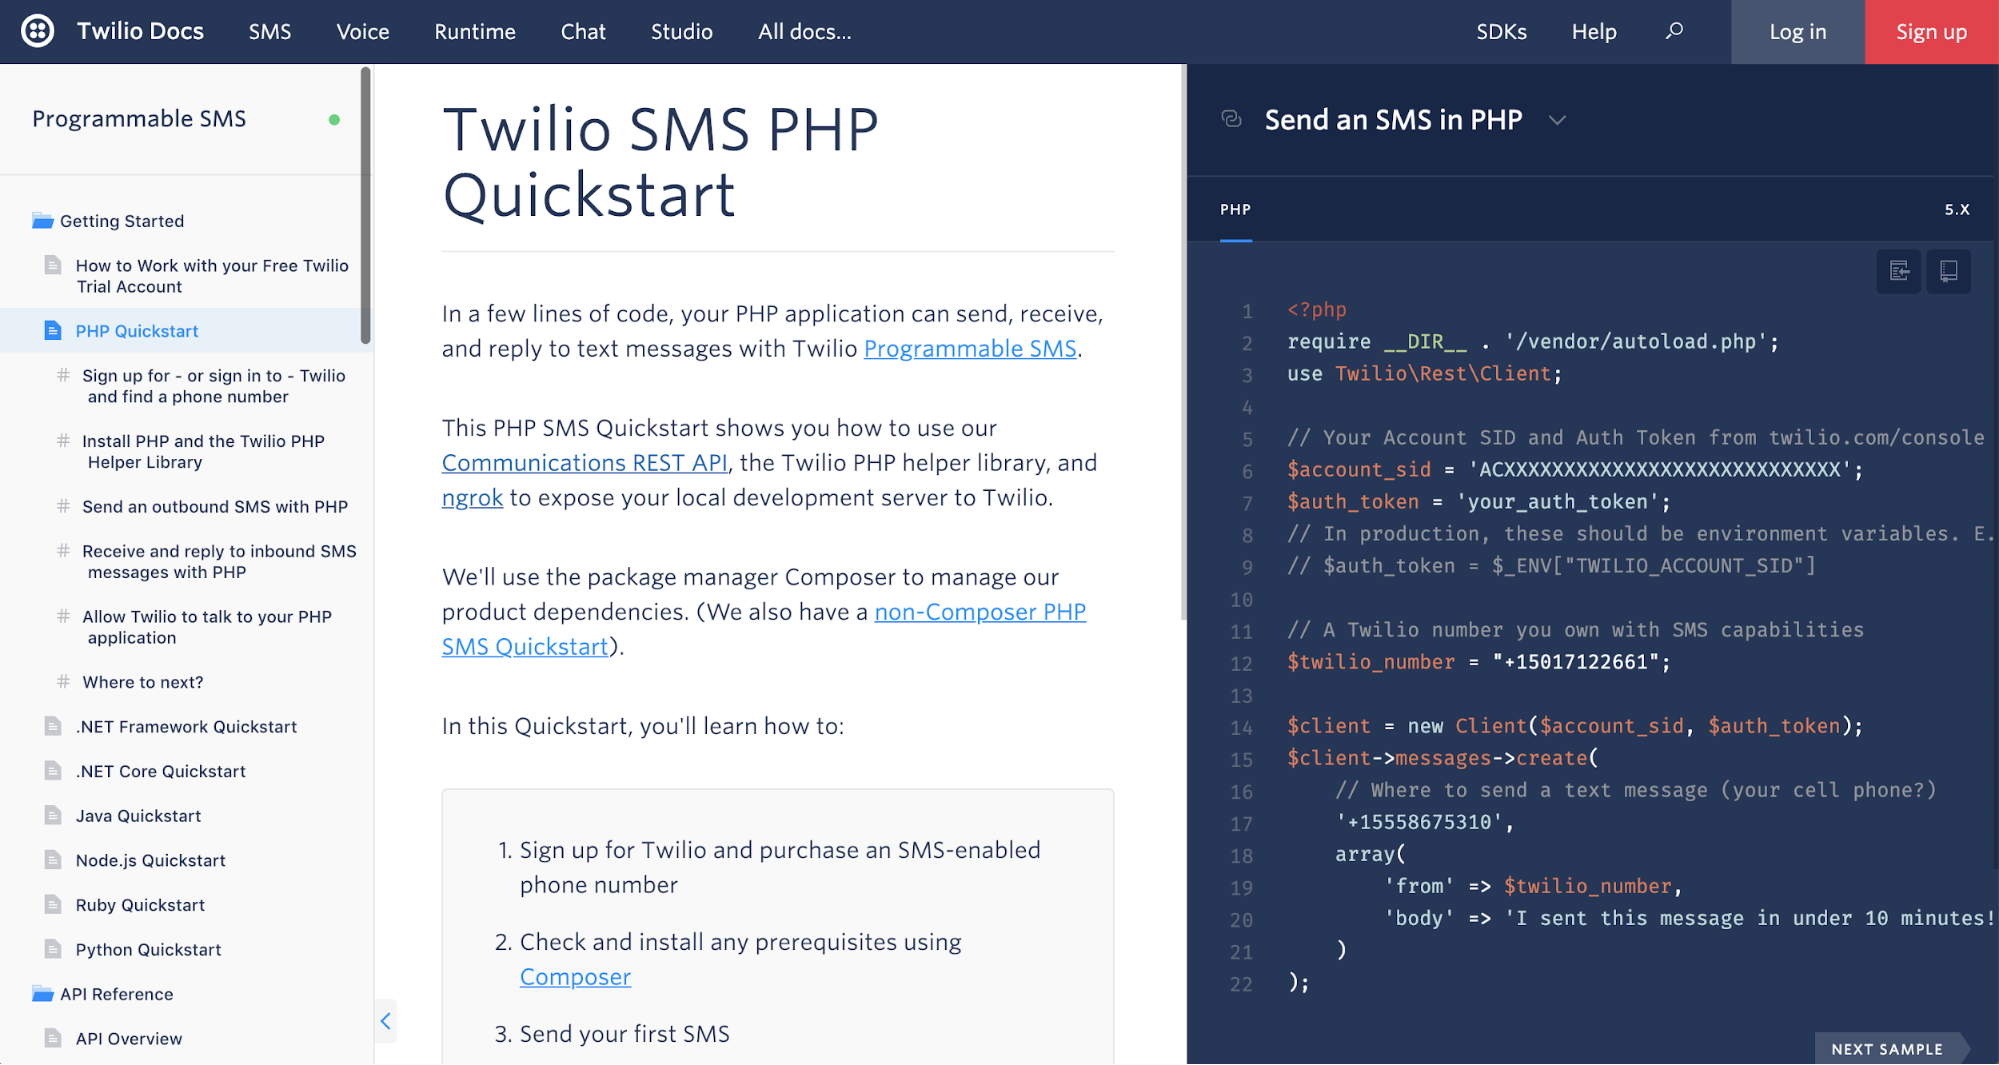 Twilio Docs SMS Voice Runtime Chat Studio All docs... SDKs Help Log in Sign up
Programmable SMS
Getting Started
How to Work with your Free Twilio
Trial Account
PHP Quickstart
# Sign up for - or sign in to - Twilio
and find a phone number
# Install PHP and the Twilio PHP
Helper Library
# Send an outbound SMS with PHP
# Receive and reply to inbound SMS
messages with PHP
# Allow Twilio to talk to your PHP
application
# Where to next?
.NET Framework Quickstart
.NET Core Quickstart
Java Quickstart
Node.js Quickstart
Ruby Quickstart
Python Quickstart
API Reference
API Overview
Twilio SMS PHP
Quickstart
In a few lines of code, your PHP application can send, receive,
and reply to text messages with Twilio Programmable SMS.
This PHP SMS Quickstart shows you how to use our
Communications REST API, the Twilio PHP helper library, and
ngrok to expose your local development server to Twilio.
We'll use the package manager Composer to manage our
product dependencies. (We also have a non-Composer PHP
SMS Quickstart).
In this Quickstart, you'll learn how to:
1. Sign up for Twilio and purchase an SMS-enabled
phone number
2. Check and install any prerequisites using
Composer
3. Send your first SMS
Send an SMS in PHP
PHP 5.X
1 <?php
2 require __DIR__ . '/vendor/autoload.php';
3 use Twilio\Rest\Client;
4
5 // Your Account SID and Auth Token from twilio.com/console
6 $account_sid = 'ACXXXXXXXXXXXXXXXXXXXXXXXXXXXX';
7 $auth_token = 'your_auth_token';
8 // In production, these should be environment variables. E.
9 // $auth_token = $_ENV["TWILIO_ACCOUNT_SID"]
10
11 // A Twilio number you own with SMS capabilities
12 $twilio_number = "+15017122661";
13
14 $client = new Client($account_sid, $auth_token);
15 $client->messages->create(
16 // Where to send a text message (your cell phone?)
17 '+15558675310',
18 array(
19 'from' => $twilio_number,
20 'body' => 'I sent this message in under 10 minutes!
21 )
22 );
NEXT SAMPLE